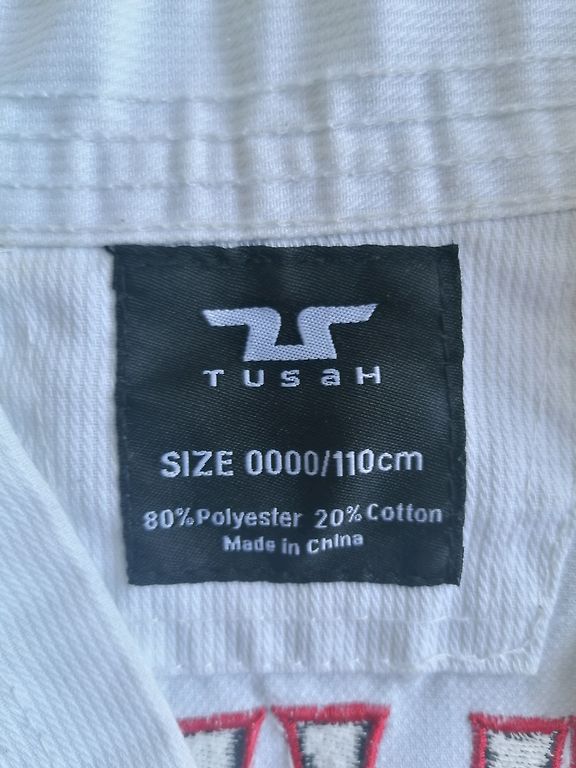 TUSaH
SIZE 0000/110cm
80%Polyester 20%Cotton
Made in China